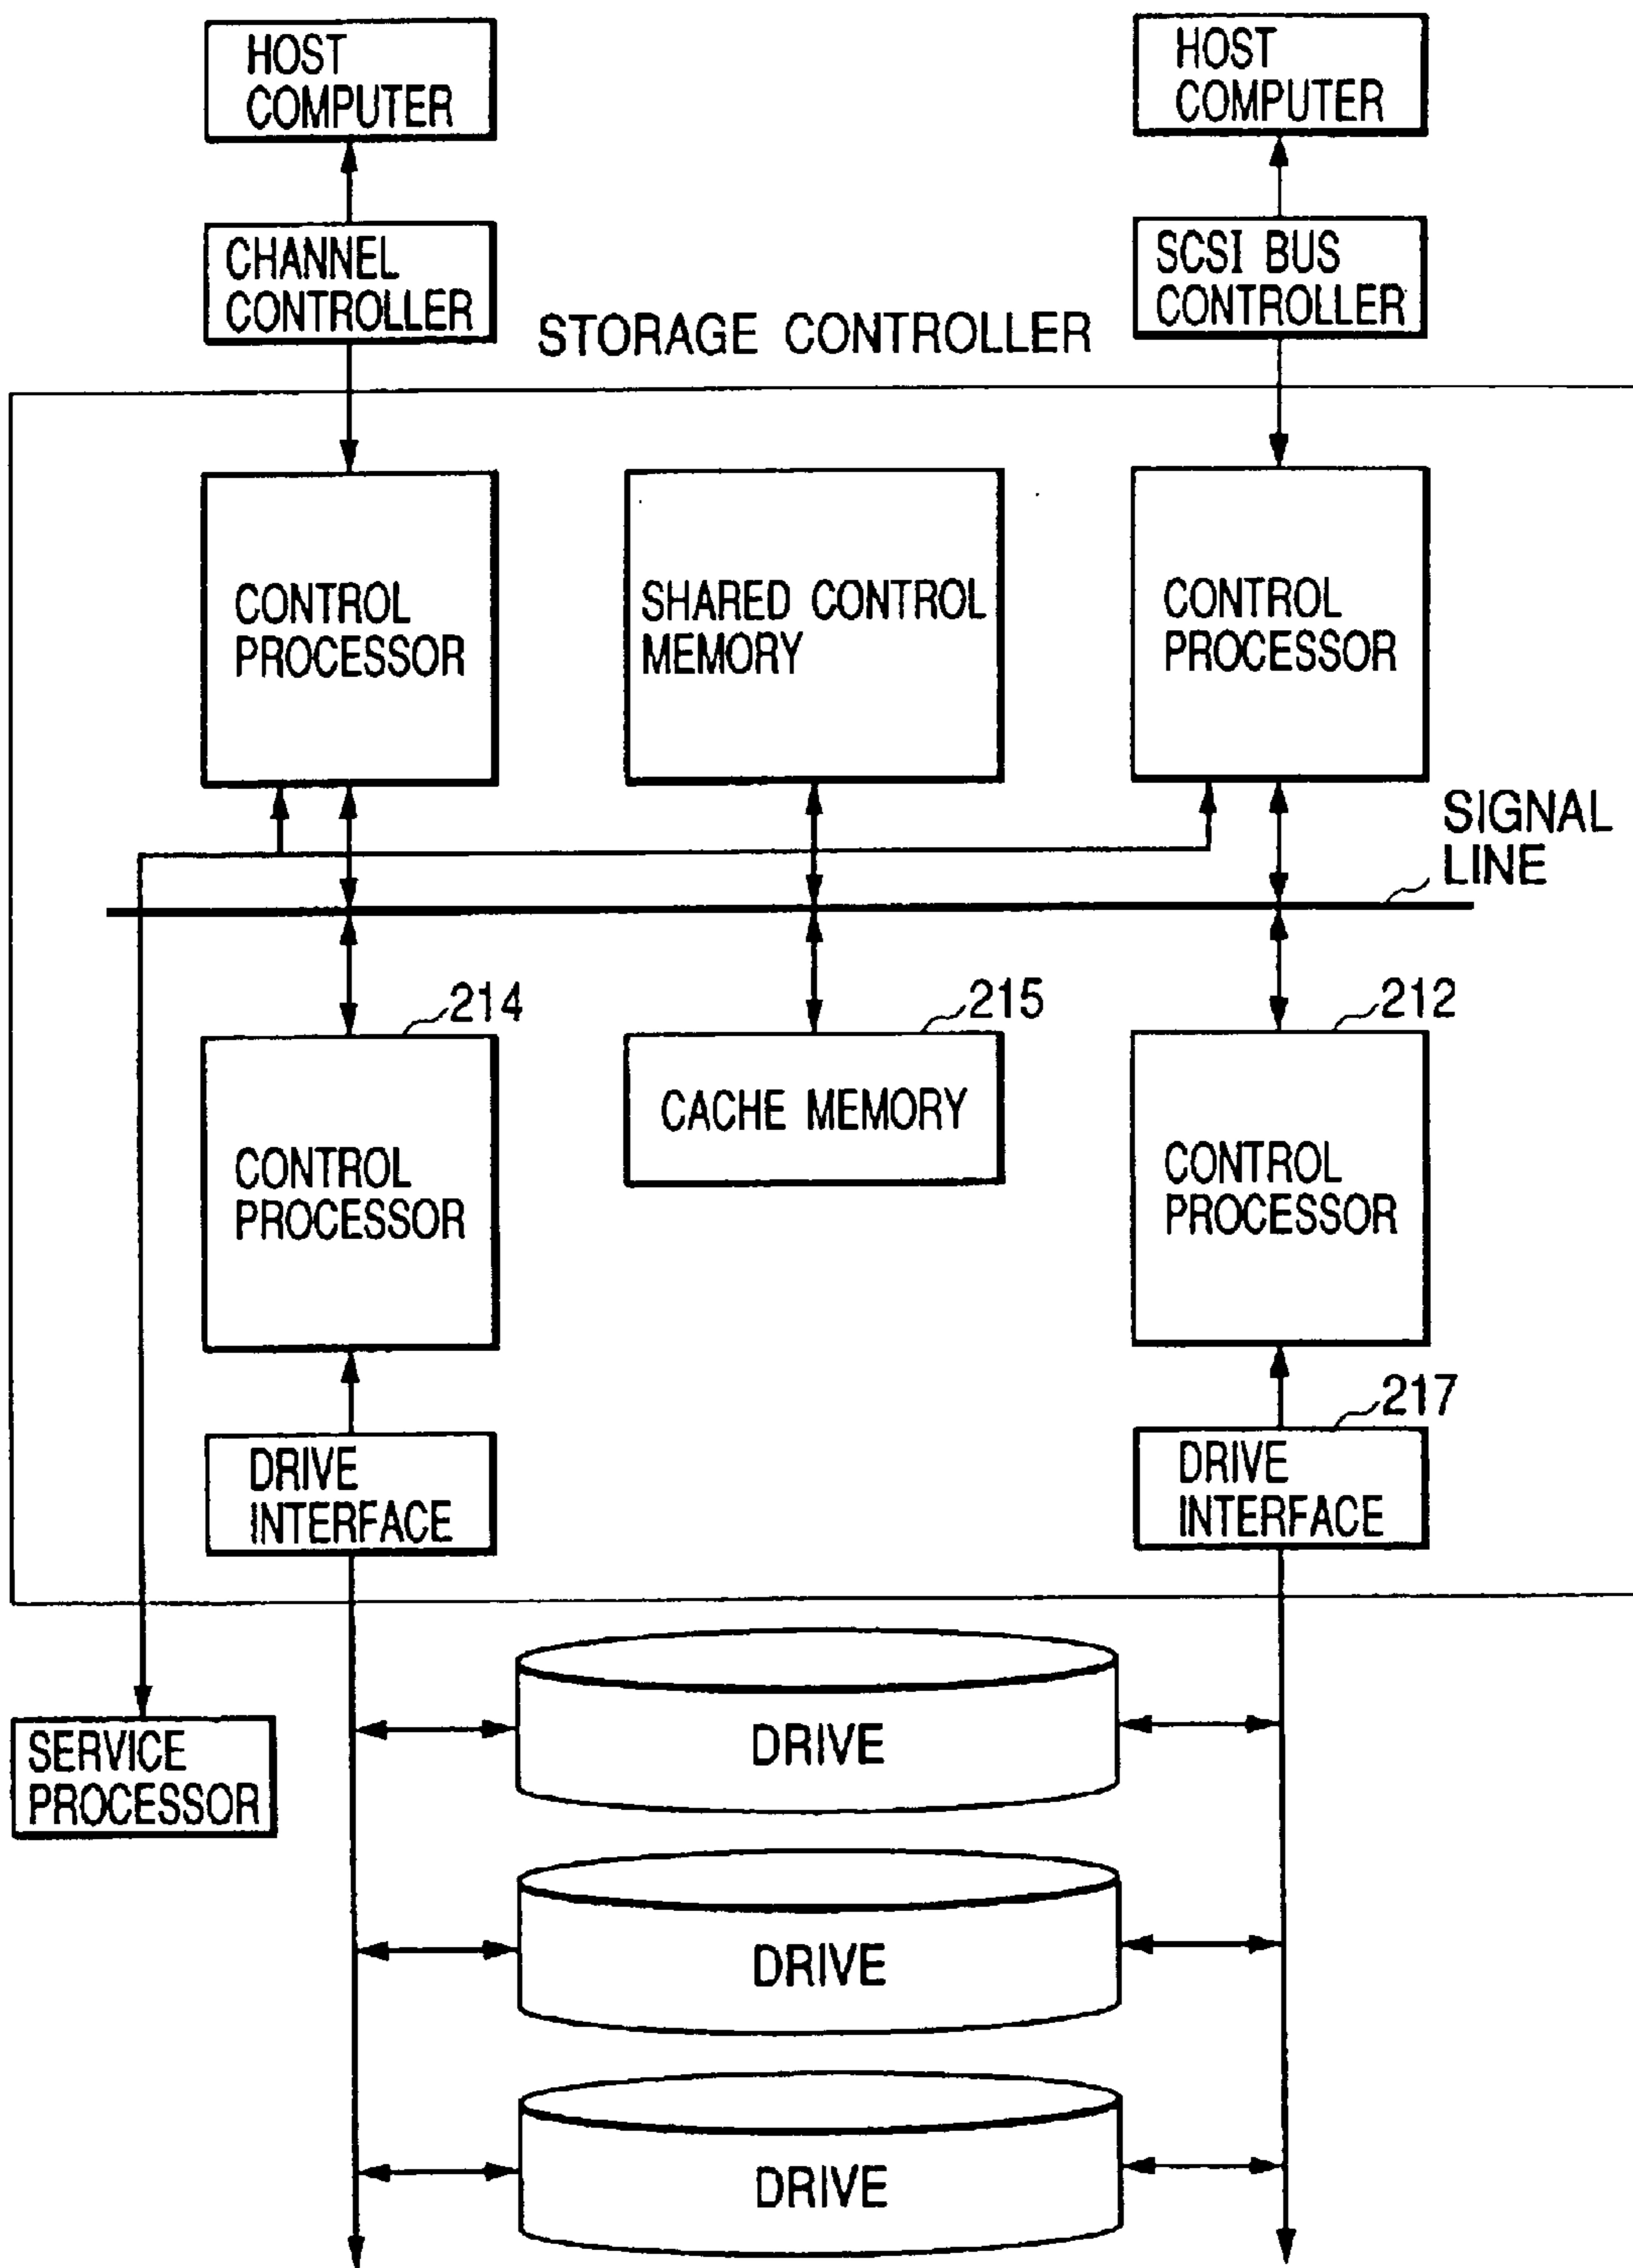 HOST
COMPUTER
HOST
COMPUTER
CHANNEL
CONTROLLER
SCSI BUS
CONTROLLER
STORAGE CONTROLLER
CONTROL
PROCESSOR
SHARED CONTROL
MEMORY
CONTROL
PROCESSOR
SIGNAL
LINE
214
215
212
CONTROL
PROCESSOR
CACHE MEMORY
CONTROL
PROCESSOR
217
DRIVE
INTERFACE
DRIVE
INTERFACE
SERVICE
PROCESSOR
DRIVE
DRIVE
DRIVE